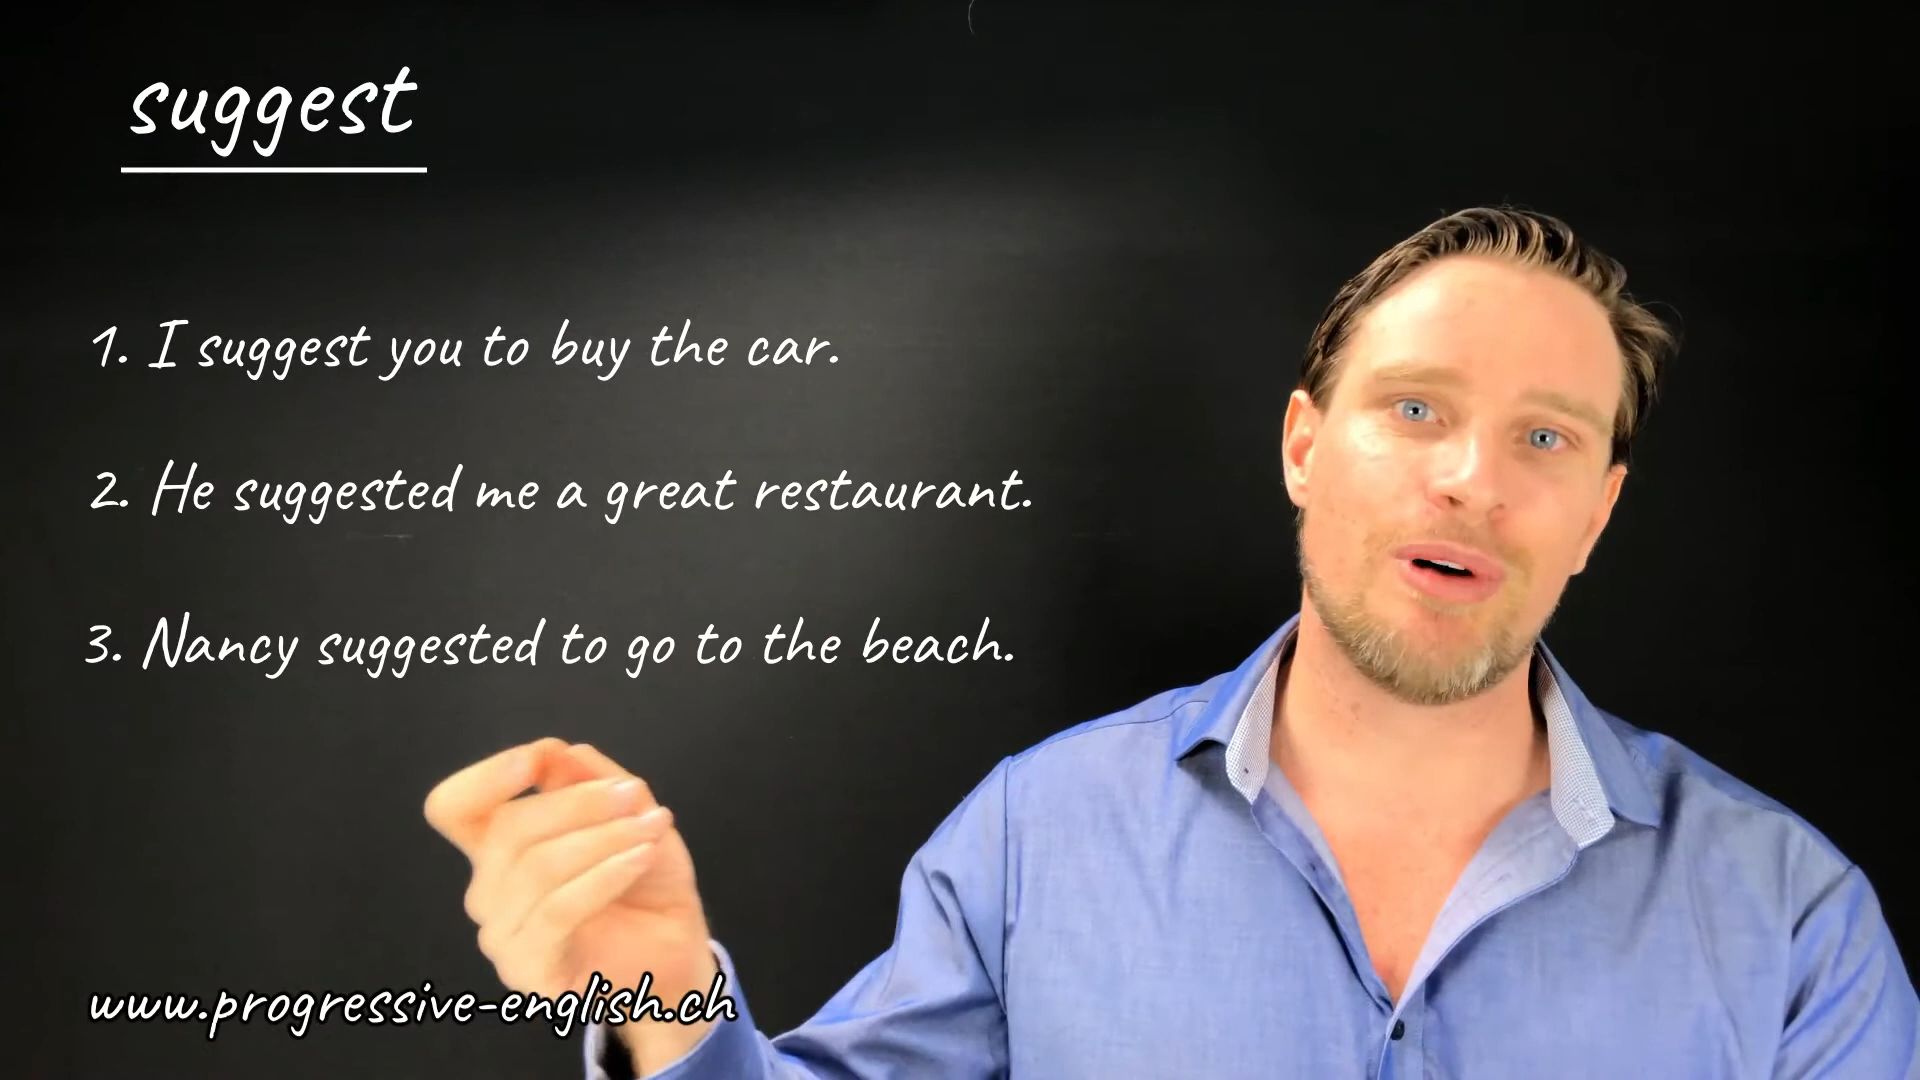 suggest
1. I suggest you to buy the car.
2. He suggested me a great restaurant.
3. Nancy suggested to go to the beach.
www.progressive-english.ch